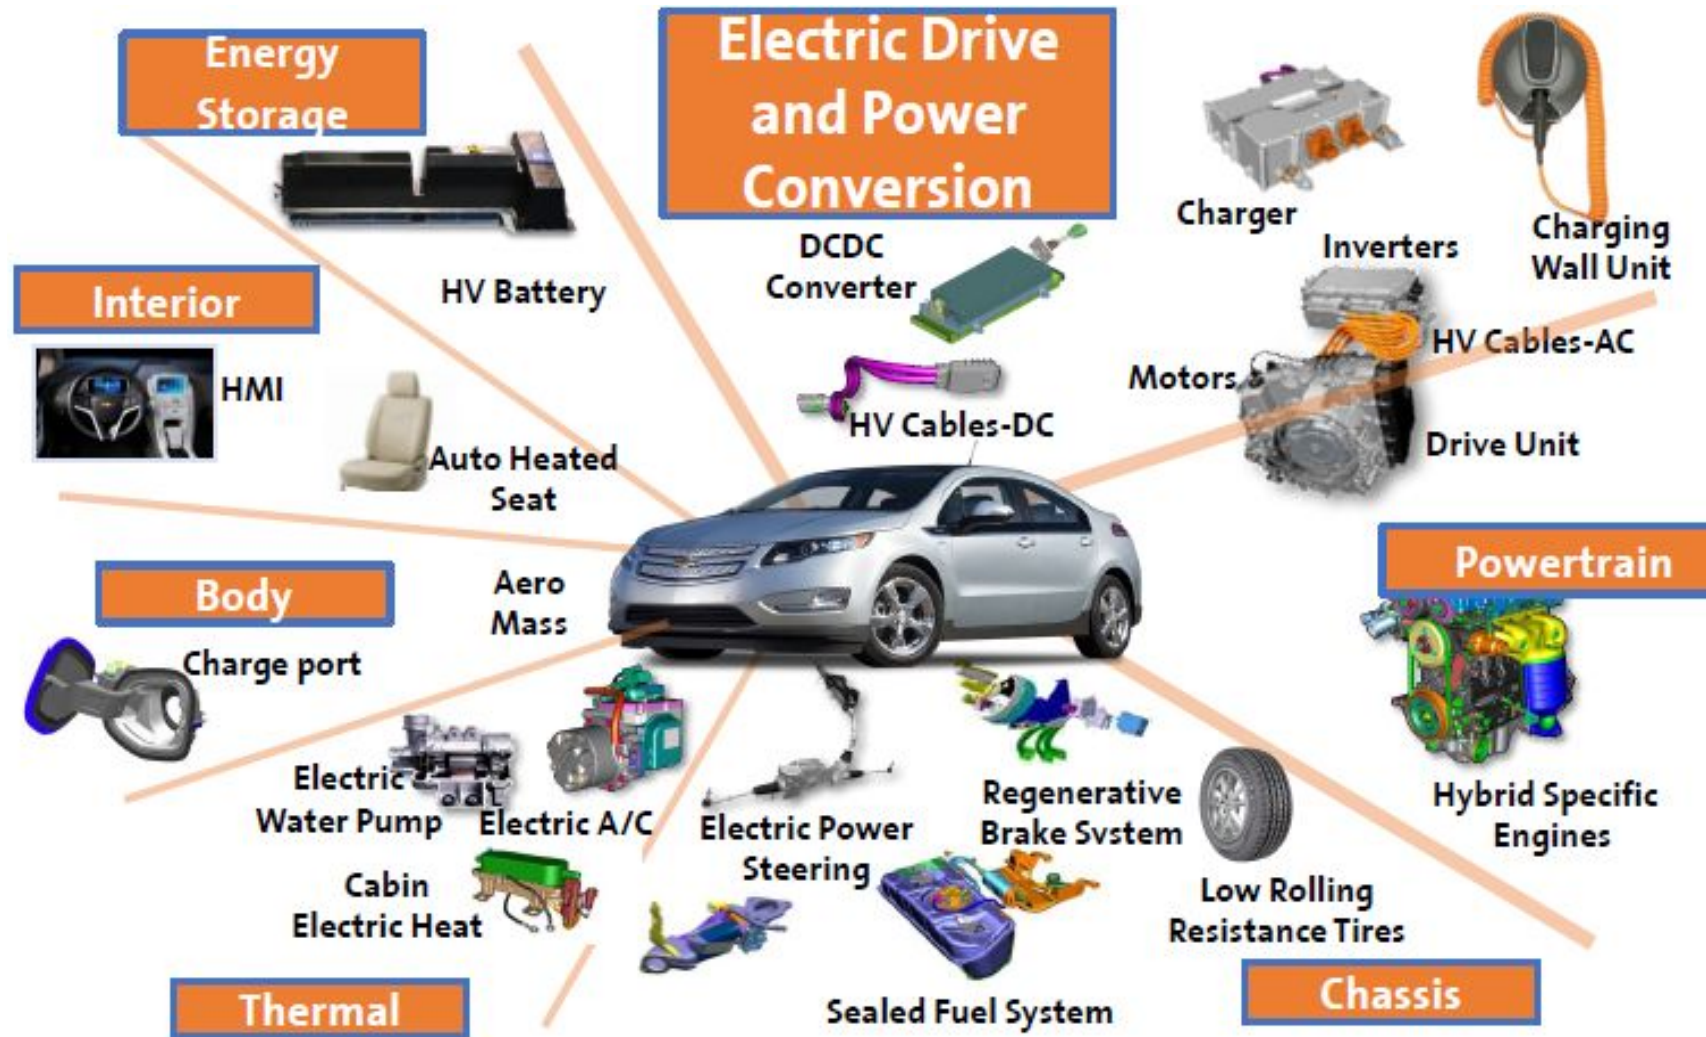 Energy
Storage
HV Battery
Electric Drive
and Power
Conversion
DCDC
Converter
HV Cables-DC
Charger
Charging
Wall Unit
Inverters
HV Cables-AC
Motors
Drive Unit
Interior
HMI
Auto Heated
Seat
Body
Aero
Mass
Charge port
Powertrain
Hybrid Specific
Engines
Electric
Water Pump
Electric A/C
Cabin
Electric Heat
Thermal
Electric Power
Steering
Regenerative
Brake System
Sealed Fuel System
Low Rolling
Resistance Tires
Chassis